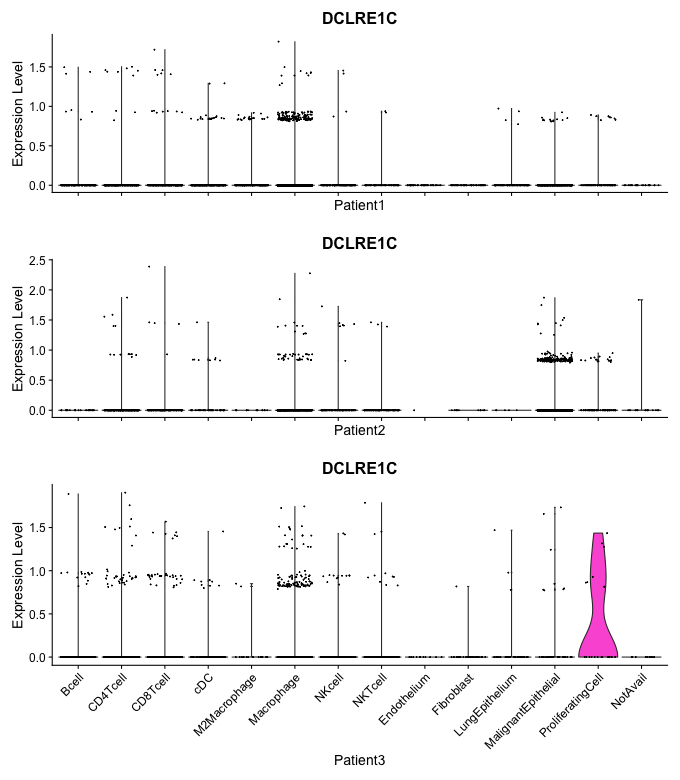 DCLRE1C
Expression Level
1.5
1.0
0.5
0.0
Patient1
DCLRE1C
Expression Level
2.5
2.0
1.5
1.0
0.5
0.0
Patient2
DCLRE1C
Expression Level
1.5
1.0
0.5
0.0
Bcell
CD4Tcell
CD8Tcell
cDC
M2Macrophage
Macrophage
NKcell
NKTcell
Endothelium
Fibroblast
LungEpithelium
MalignantEpithelial
ProliferatingCell
NotAvail
Patient3